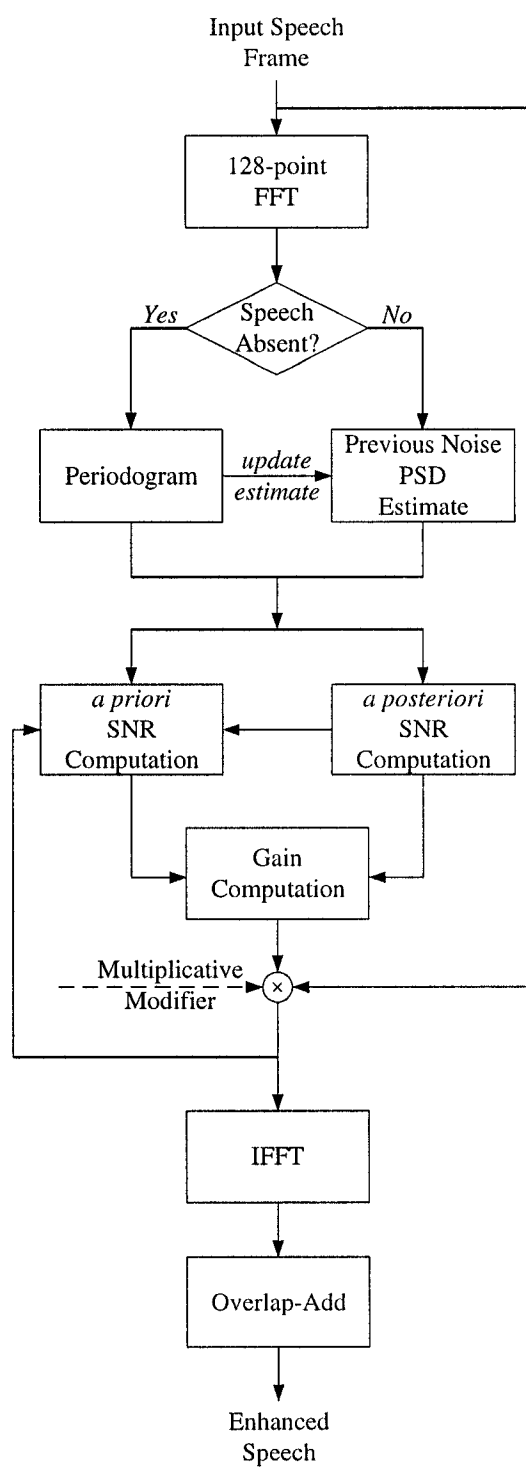 Input Speech
Frame
128-point
FFT
Yes
Speech
Absent?
No
Periodogram
update
estimate
Previous Noise
PSD
Estimate
a priori
SNR
Computation
a posteriori
SNR
Computation
Gain
Computation
Multiplicative
Modifier
×
IFFT
Overlap-Add
Enhanced
Speech